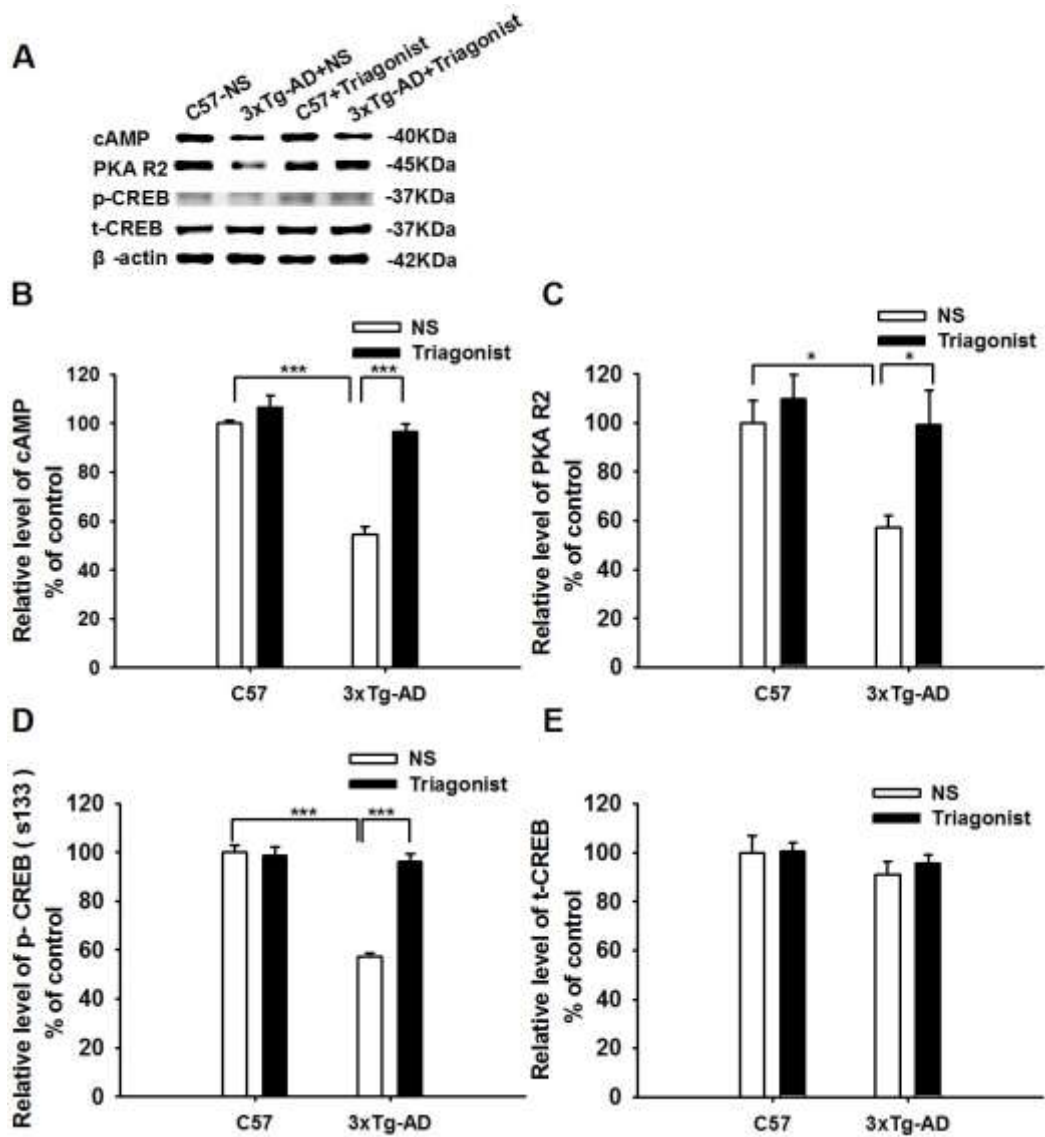 A
C57-NS
3xTg-AD+NS
C57+Triagonist
3xTg-AD+Triagonist
cAMP -40KDa
PKA R2 -45KDa
p-CREB -37KDa
t-CREB -37KDa
β -actin -42KDa
B
NS
Triagonist
*** ***
Relative level of cAMP
% of control
120
100
80
60
40
20
0
C57 3xTg-AD
C
NS
Triagonist
* *
Relative level of PKA R2
% of control
120
100
80
60
40
20
0
C57 3xTg-AD
D
NS
Triagonist
*** ***
Relative level of p- CREB ( s133 )
% of control
120
100
80
60
40
20
0
C57 3xTg-AD
E
NS
Triagonist
Relative level of t-CREB
% of control
120
100
80
60
40
20
0
C57 3xTg-AD